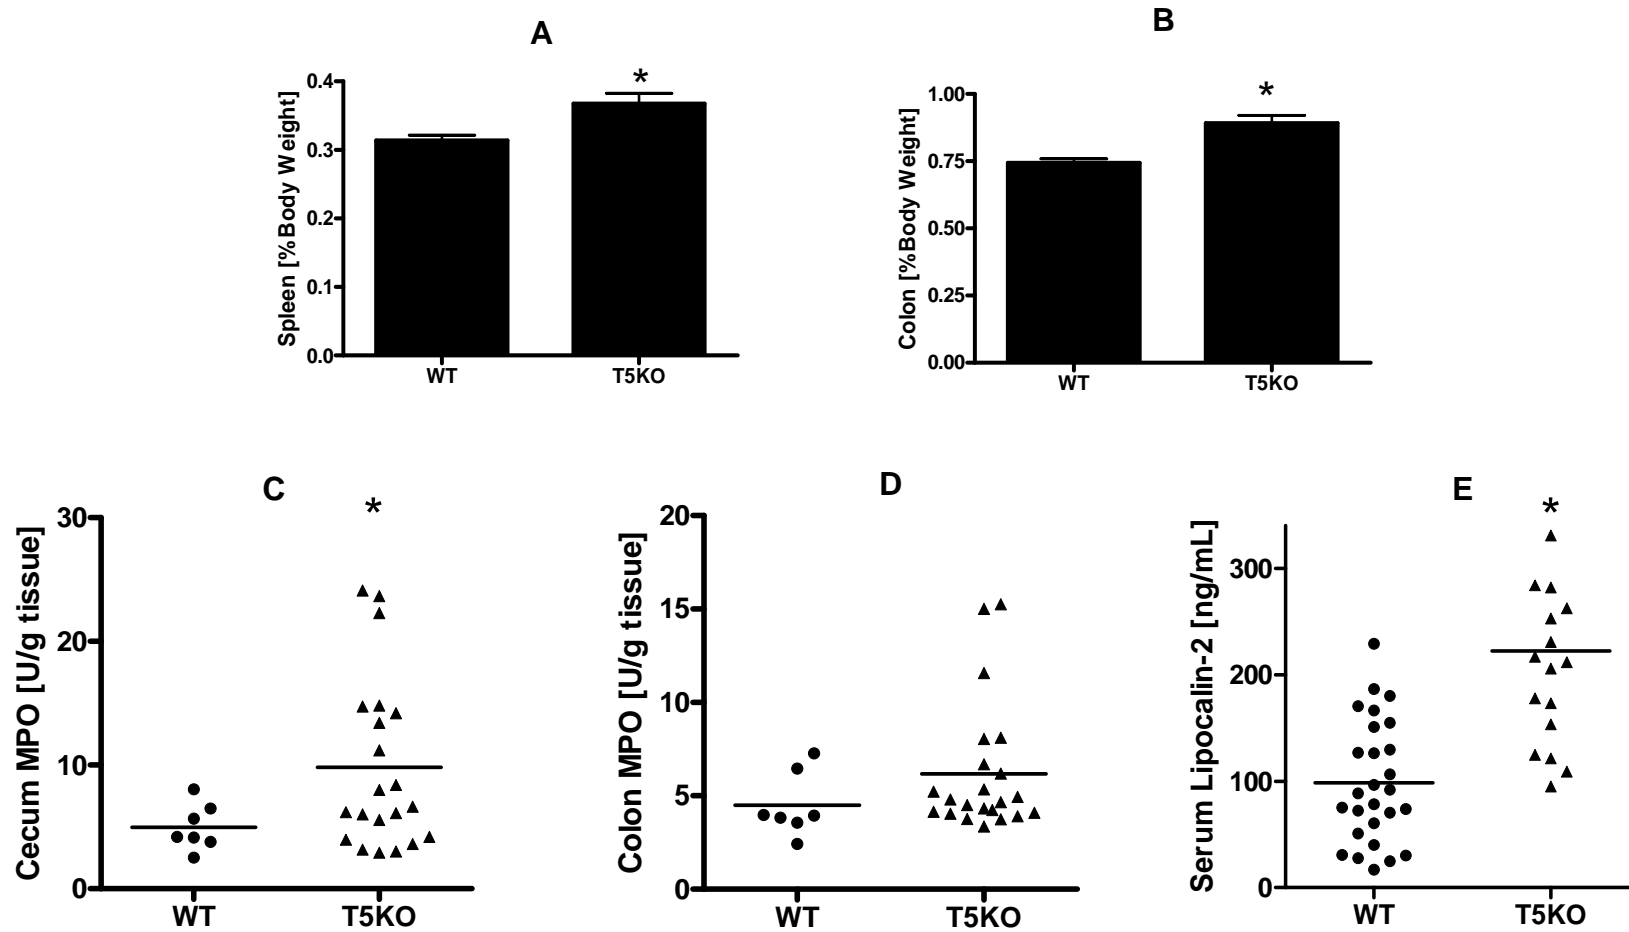 A
*
Spleen [%Body Weight]
0.4
0.3
0.2
0.1
0.0
WT
T5KO
B
*
Colon [%Body Weight]
1.00
0.75
0.50
0.25
0.00
WT
T5KO
C
*
Cecum MPO [U/g tissue]
30
20
10
0
WT
T5KO
D
Colon MPO [U/g tissue]
20
15
10
5
0
WT
T5KO
E
*
Serum Lipocalin-2 [ng/mL]
300
200
100
0
WT
T5KO